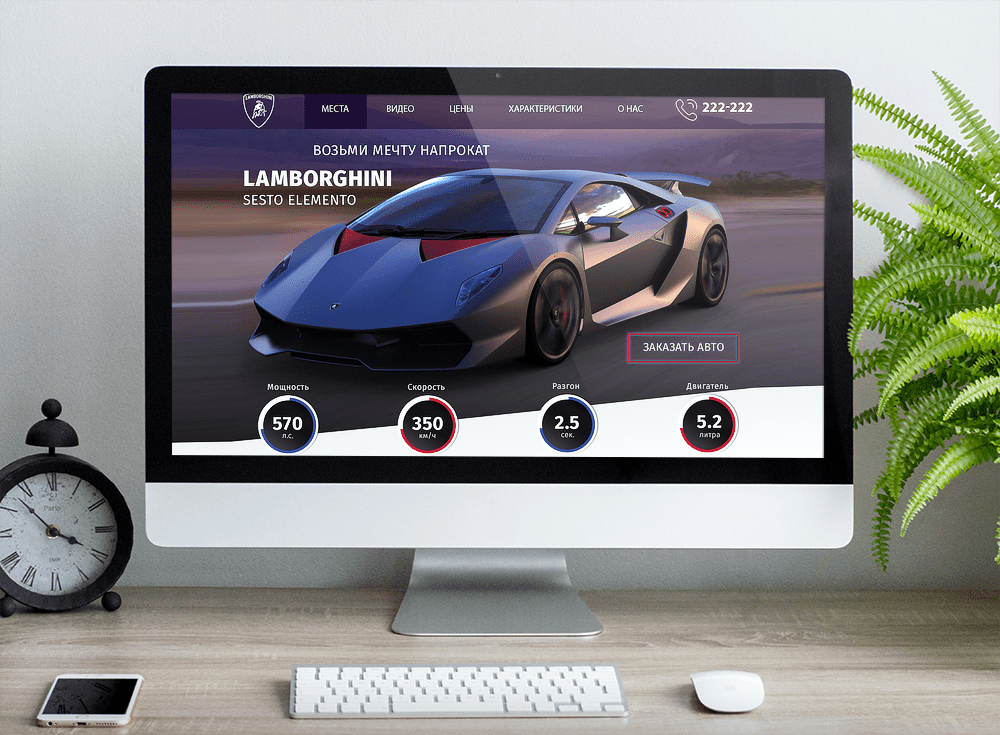 LAMBORGHINI
МЕСТА
ВИДЕО
ЦЕНЫ
ХАРАКТЕРИСТИКИ
О НАС
222-222
ВОЗЬМИ МЕЧТУ НАПРОКАТ
LAMBORGHINI
SESTO ELEMENTO
ЗАКАЗАТЬ АВТО
Мощность
570
л.с.
Скорость
350
км/ч
Разгон
2.5
сек.
Двигатель
5.2
литра
Paris